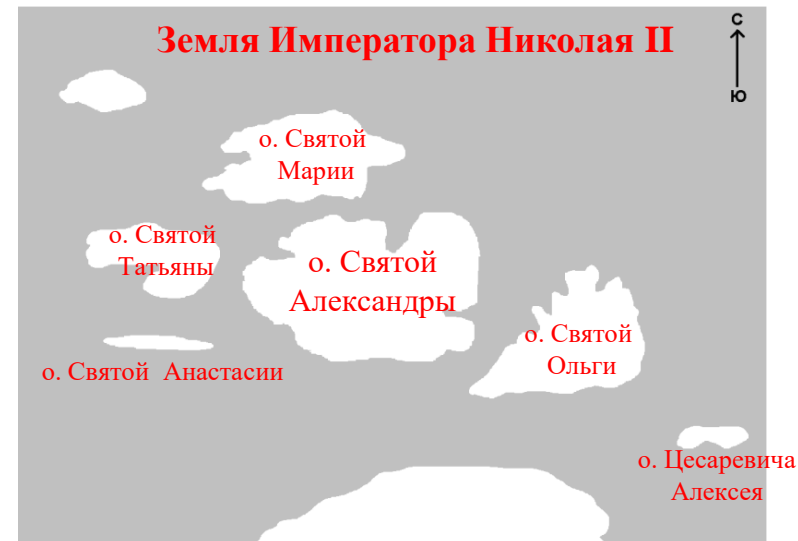 Земля Императора Николая II
С
Ю
о. Святой
Марии
о. Святой
Татьяны
о. Святой
Александры
о. Святой
Ольги
о. Святой Анастасии
о. Цесаревича
Алексея